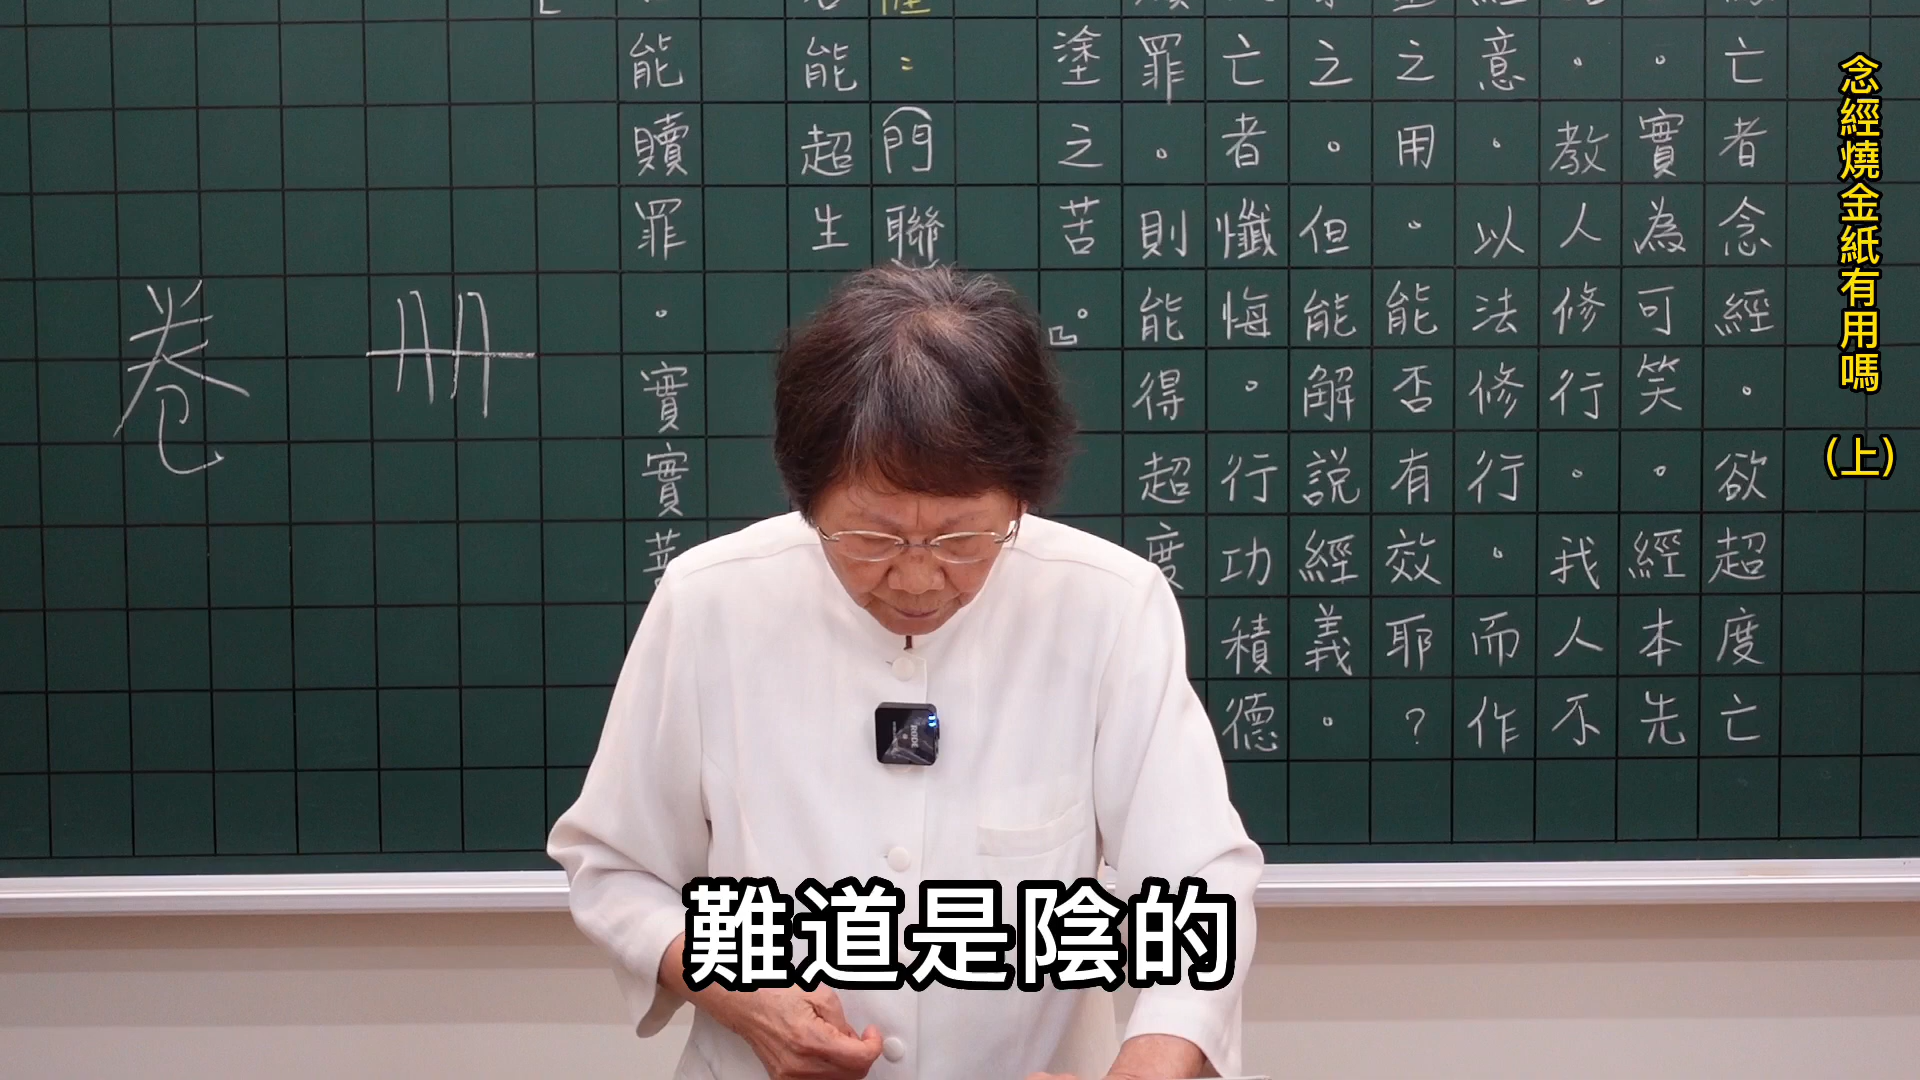 念經燒金紙有用嗎(上)
亡者念經。欲超度亡
。實為可笑。經本先
。教人修行。我人不
意。以法修行。而作
之用。能否有效耶?
之。但能解說經義。
亡者懺悔。行功積德
罪。則能得超度
塗之苦。』
:(門聯
能超生
能贖罪。實實
册
卷
難道是陰的
RØDE